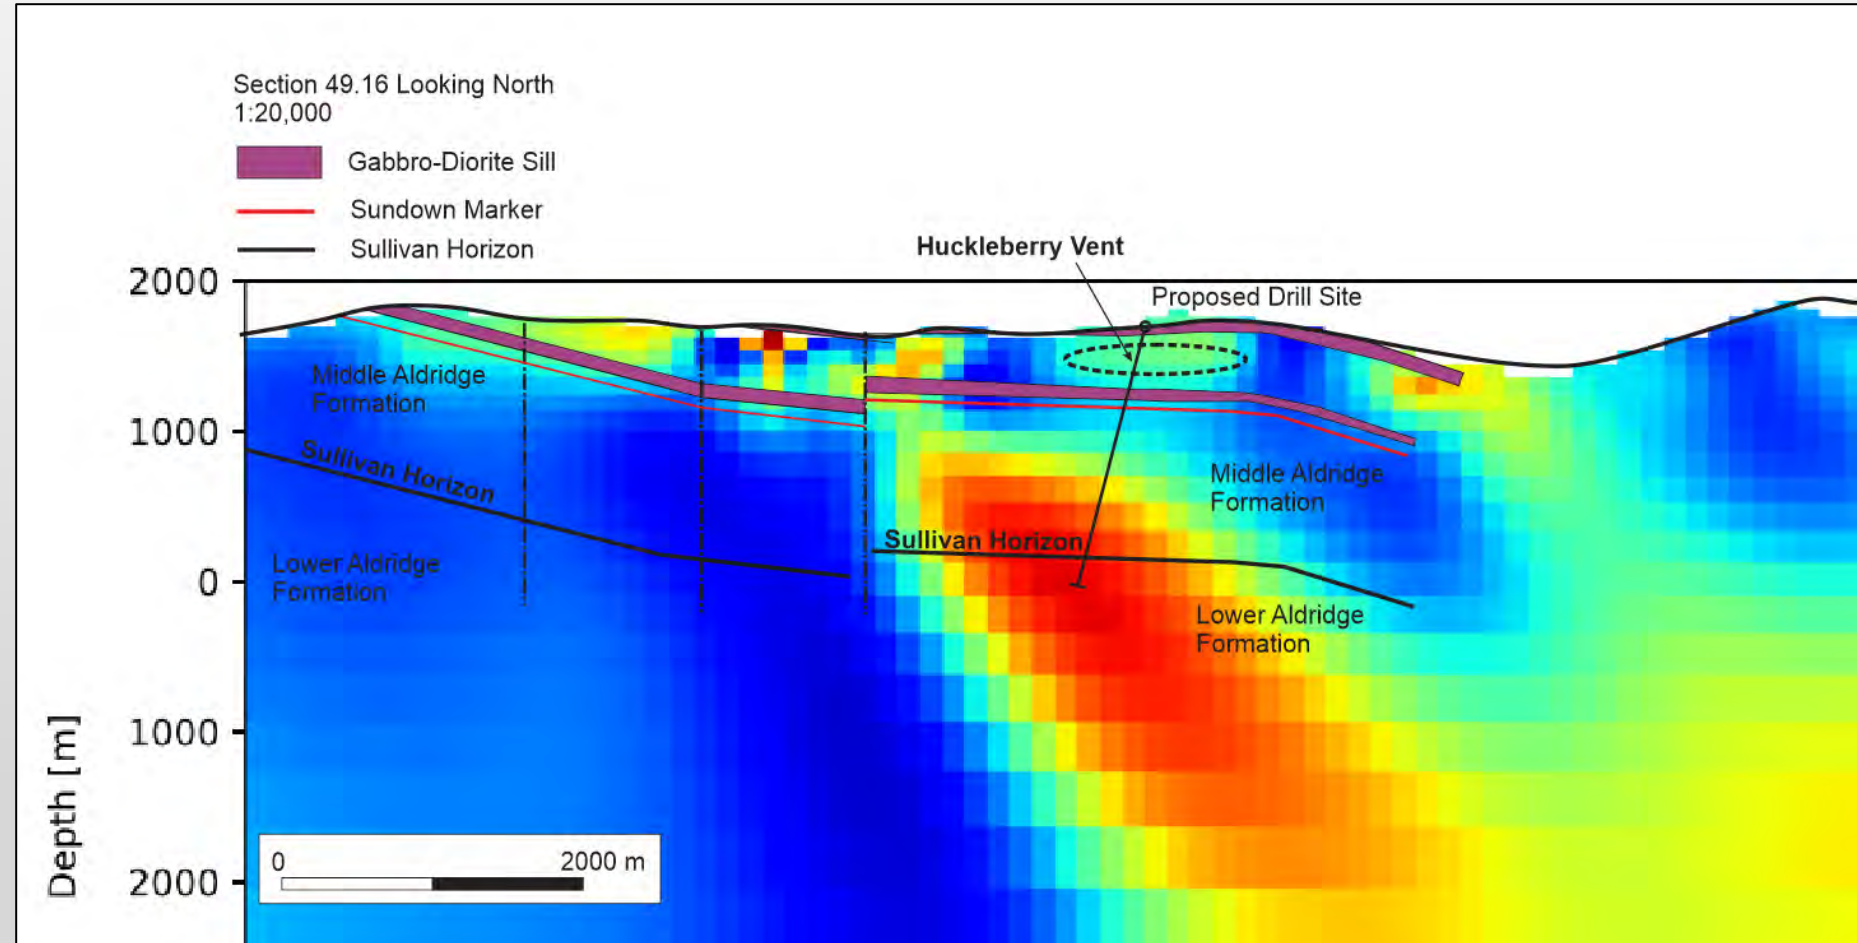 Section 49.16 Looking North
1:20,000
Gabbro-Diorite Sill
Sundown Marker
Sullivan Horizon
Huckleberry Vent
Proposed Drill Site
2000
Middle Aldridge
Formation
1000
Sullivan Horizon
Middle Aldridge
Formation
Sullivan Horizon
Lower Aldridge
Formation
0
Lower Aldridge
Formation
1000
Depth [m]
0 2000 m
2000